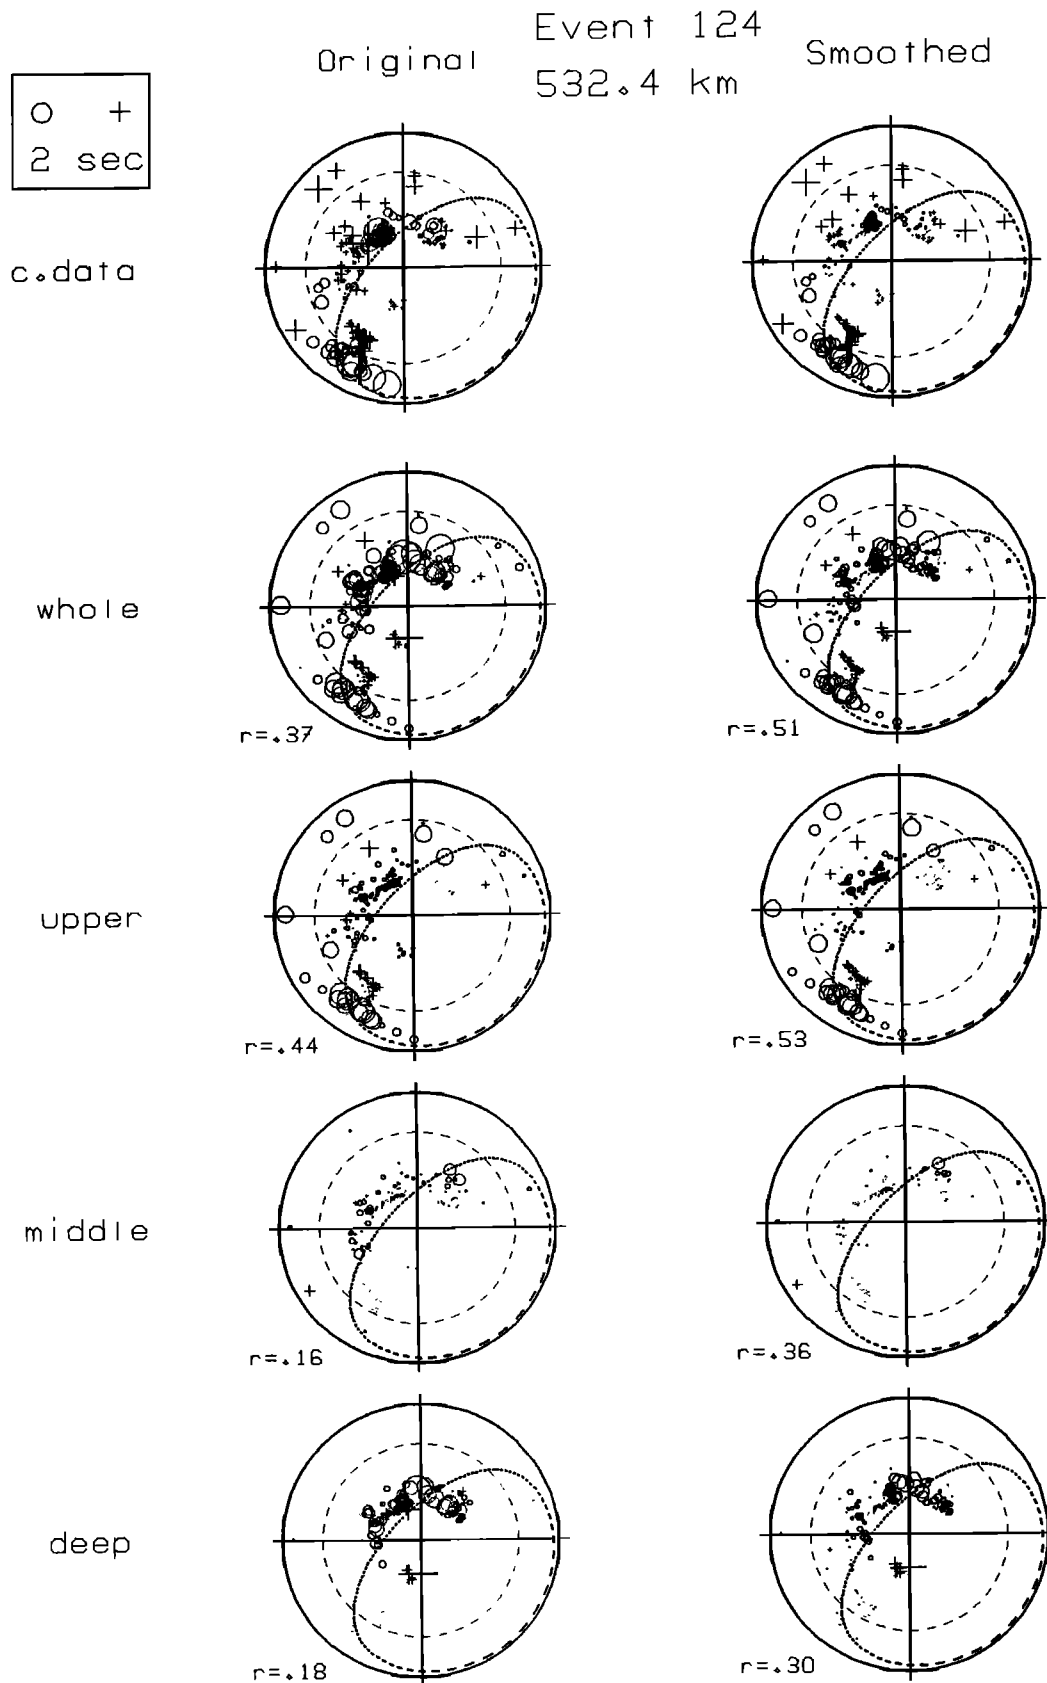 Event 124
532.4 km
Original
Smoothed
2 sec
c.data
whole
r=.37
r=.51
upper
r=.44
r=.53
middle
r=.16
r=.36
deep
r=.18
r=.30